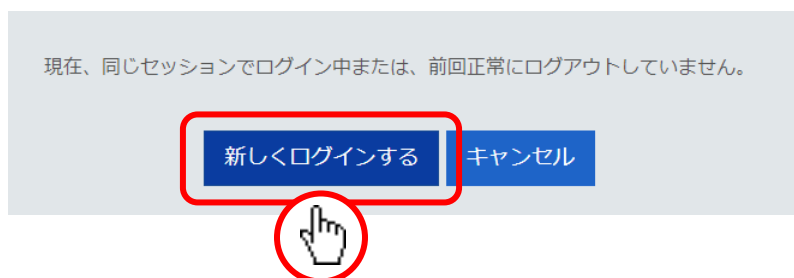 現在、同じセッションでログイン中または、前回正常にログアウトしていません。
新しくログインする キャンセル